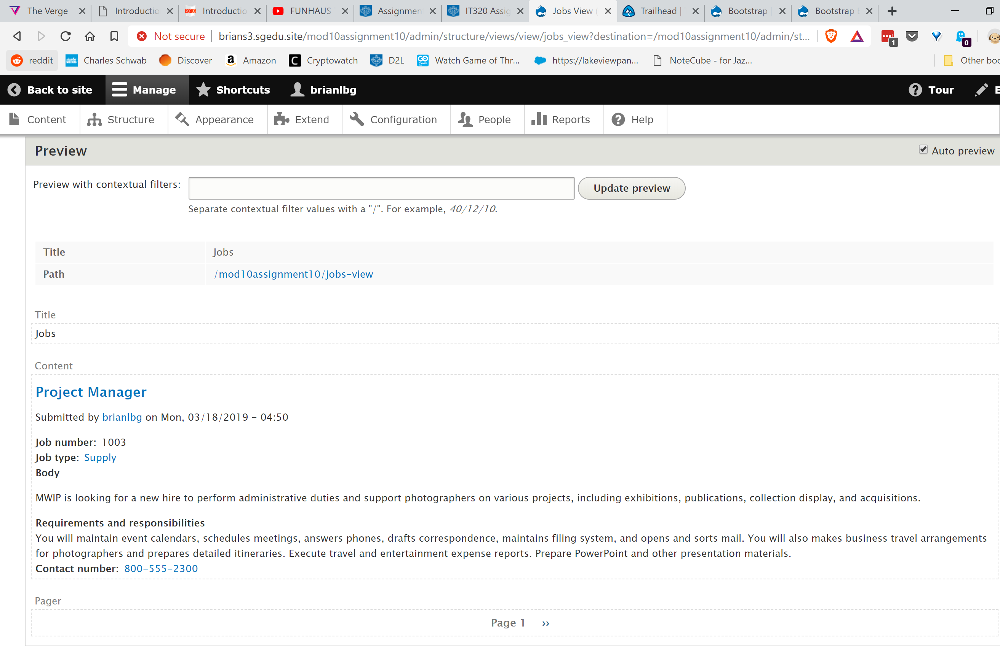 The Verge Introductio Introductio FUNHAUS Assignmen IT320 Assig Jobs View ( Trailhead | Bootstrap | Bootstrap
Not secure brians3.sgedu.site/mod10assignment10/admin/structure/views/view/jobs_view?destination=/mod10assignment10/admin/st... 1 0
reddit Charles Schwab Discover Amazon Cryptowatch D2L Watch Game of Thr... https://lakeviewpan... NoteCube - for Jaz... Other boo
Back to site Manage Shortcuts brianlbg Tour E
Content Structure Appearance Extend Configuration People Reports Help
Preview Auto preview
Preview with contextual filters: Update preview
Separate contextual filter values with a "/". For example, 40/12/10.
Title Jobs
Path /mod10assignment10/jobs-view
Title
Jobs
Content
Project Manager
Submitted by brianlbg on Mon, 03/18/2019 - 04:50
Job number: 1003
Job type: Supply
Body
MWIP is looking for a new hire to perform administrative duties and support photographers on various projects, including exhibitions, publications, collection display, and acquisitions.
Requirements and responsibilities
You will maintain event calendars, schedules meetings, answers phones, drafts correspondence, maintains filing system, and opens and sorts mail. You will also makes business travel arrangements
for photographers and prepares detailed itineraries. Execute travel and entertainment expense reports. Prepare PowerPoint and other presentation materials.
Contact number: 800-555-2300
Pager
Page 1 ››